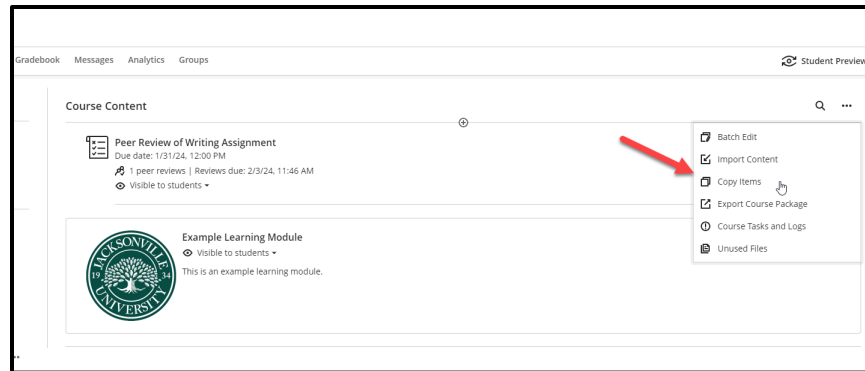 Gradebook Messages Analytics Groups
Student Preview
Course Content
Peer Review of Writing Assignment
Due date: 1/31/24, 12:00 PM
1 peer reviews | Reviews due: 2/3/24, 11:46 AM
Visible to students
Batch Edit
Import Content
Copy Items
Export Course Package
Course Tasks and Logs
Unused Files
JACKSONVILLE
19 34
UNIVERSITY
Example Learning Module
Visible to students
This is an example learning module.